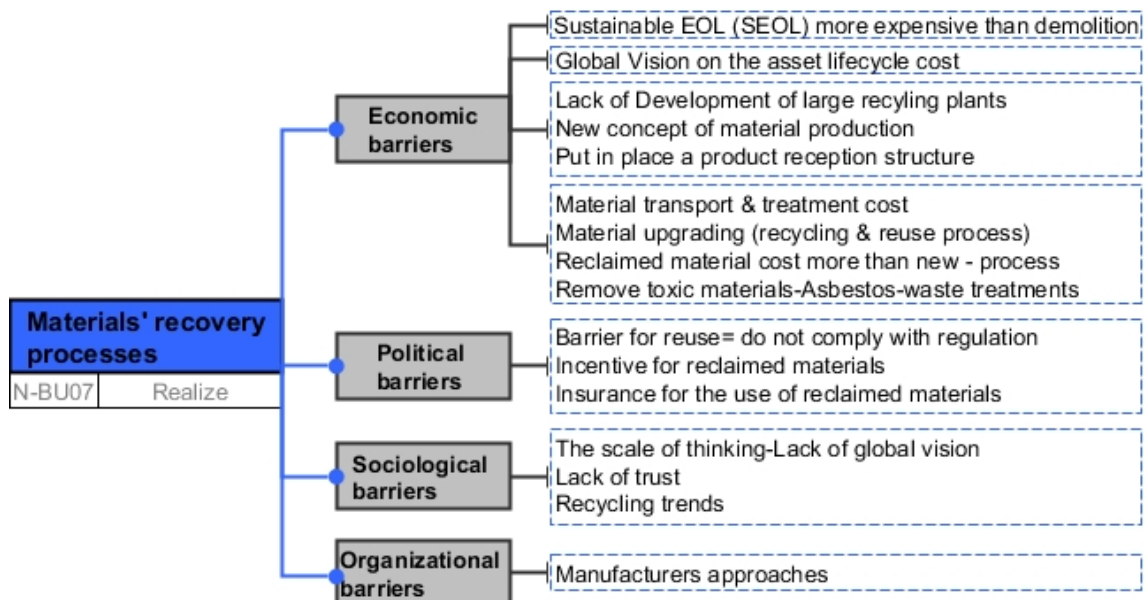 Materials' recovery
processes
N-BU07
Realize
Economic
barriers
Sustainable EOL (SEOL) more expensive than demolition
Global Vision on the asset lifecycle cost
Lack of Development of large recyling plants
New concept of material production
Put in place a product reception structure
Material transport & treatment cost
Material upgrading (recycling & reuse process)
Reclaimed material cost more than new - process
Remove toxic materials-Asbestos-waste treatments
Political
barriers
Barrier for reuse= do not comply with regulation
Incentive for reclaimed materials
Insurance for the use of reclaimed materials
Sociological
barriers
The scale of thinking-Lack of global vision
Lack of trust
Recycling trends
Organizational
barriers
Manufacturers approaches